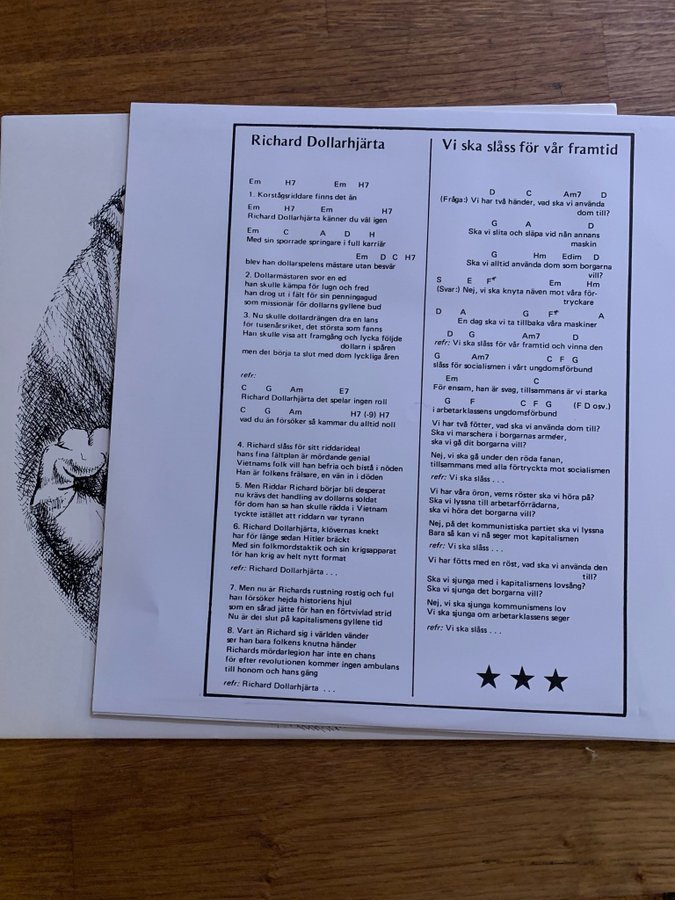 Richard Dollarhjärta
Em H7 Em H7
1. Korstågsriddare finns det än
Em H7 Em H7
Richard Dollarhjärta känner du väl igen
Em C A D H
Med sin sporrade springare i full karriär
Em D C H7
blev han dollarspelens mästare utan besvär
2. Dollarmästaren svor en ed
han skulle kämpa för lugn och fred
han drog ut i fält för sin penningagud
som missionär för dollarns gyllene bud
3. Nu skulle dollardrängen dra en lans
för tusenårsriket, det största som fanns
Han skulle visa att framgång och lycka följde
dollarn i spåren
men det börja ta slut med dom lyckliga åren
refr:
C G Am E7
Richard Dollarhjärta det spelar ingen roll
C G Am H7 (-9) H7
vad du än försöker så kammar du alltid noll
4. Richard slåss för sitt riddarideal
hans fina fältplan är mördande genial
Vietnams folk vill han befria och bistå i nöden
Han är folkens frälsare, en vän in i döden
5. Men Riddar Richard börjar bli desperat
nu krävs det handling av dollarns soldat
för dom han sa han skulle rädda i Vietnam
tyckte istället att riddarn var tyrann
6. Richard Dollarhjärta, klövernas knekt
har för länge sedan Hitler bräckt
Med sin folkmordstaktik och sin krigsapparat
för han krig av helt nytt format
refr: Richard Dollarhjärta . . .
7. Men nu är Richards rustning rostig och ful
han försöker hejda historiens hjul
som en sårad jätte för han en förtvivlad strid
Nu är det slut på kapitalismens gyllene tid
8. Vart än Richard sig i världen vänder
ser han bara folkens knutna händer
Richards mördarlegion har inte en chans
för efter revolutionen kommer ingen ambulans
till honom och hans gäng
refr: Richard Dollarhjärta . . .
Vi ska slåss för vår framtid
D C Am7 D
(Fråga:) Vi har två händer, vad ska vi använda
dom till?
G A D
Ska vi slita och släpa vid nån annans
maskin
G Hm Edim D
Ska vi alltid använda dom som borgarna
vill?
S E Em Hm
(Svar:) Nej, vi ska knyta näven mot våra för-
tryckare
D A G A
En dag ska vi ta tillbaka våra maskiner
D G Am7 D
refr: Vi ska slåss för vår framtid och vinna den
G Am7 C F G
slåss för socialismen i vårt ungdomsförbund
Em C
För ensam, han är svag, tillsammans är vi starka
G F C F G (F D osv.)
i arbetarklassens ungdomsförbund
Vi har två fötter, vad ska vi använda dom till?
Ska vi marschera i borgarnas arméer,
ska vi gå dit borgarna vill?
Nej, vi ska gå under den röda fanan,
tillsammans med alla förtryckta mot socialismen
refr: Vi ska slåss . . .
Vi har våra öron, vems röster ska vi höra på?
Ska vi lyssna till arbetarförrädarna,
ska vi höra det borgarna vill?
Nej, på det kommunistiska partiet ska vi lyssna
Bara så kan vi nå seger mot kapitalismen
refr: Vi ska slåss . . .
Vi har fötts med en röst, vad ska vi använda den
till?
Ska vi sjunga med i kapitalismens lovsång?
Ska vi sjunga det borgarna vill?
Nej, vi ska sjunga kommunismens lov
Vi ska sjunga om arbetarklassens seger
refr: Vi ska slåss . . .